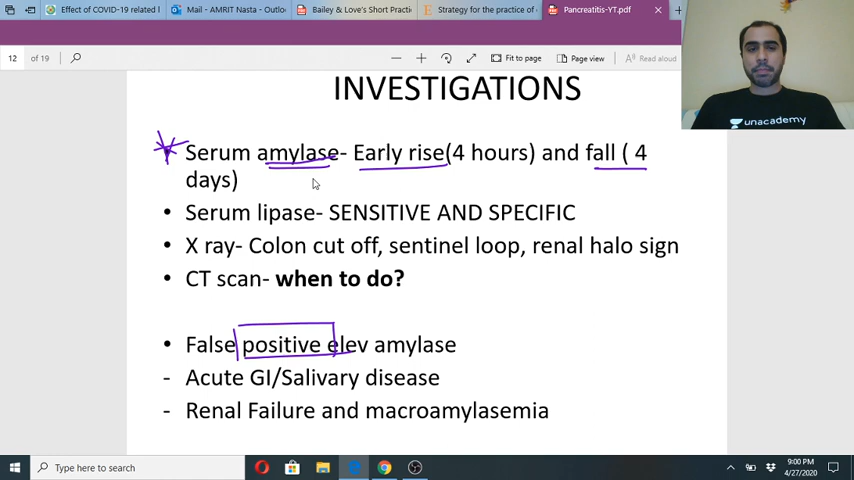 Effect of COVID-19 related l
Mail - AMRIT Nasta - Outlo
Bailey & Love's Short Practi
Strategy for the practice of
Pancreatitis-YT.pdf
12 of 19
Fit to page
Page view
Read aloud
unacademy
INVESTIGATIONS
• Serum amylase- Early rise(4 hours) and fall ( 4
days)
• Serum lipase- SENSITIVE AND SPECIFIC
• X ray- Colon cut off, sentinel loop, renal halo sign
• CT scan- when to do?
• False positive elev amylase
- Acute GI/Salivary disease
- Renal Failure and macroamylasemia
Type here to search
9:00 PM
4/27/2020